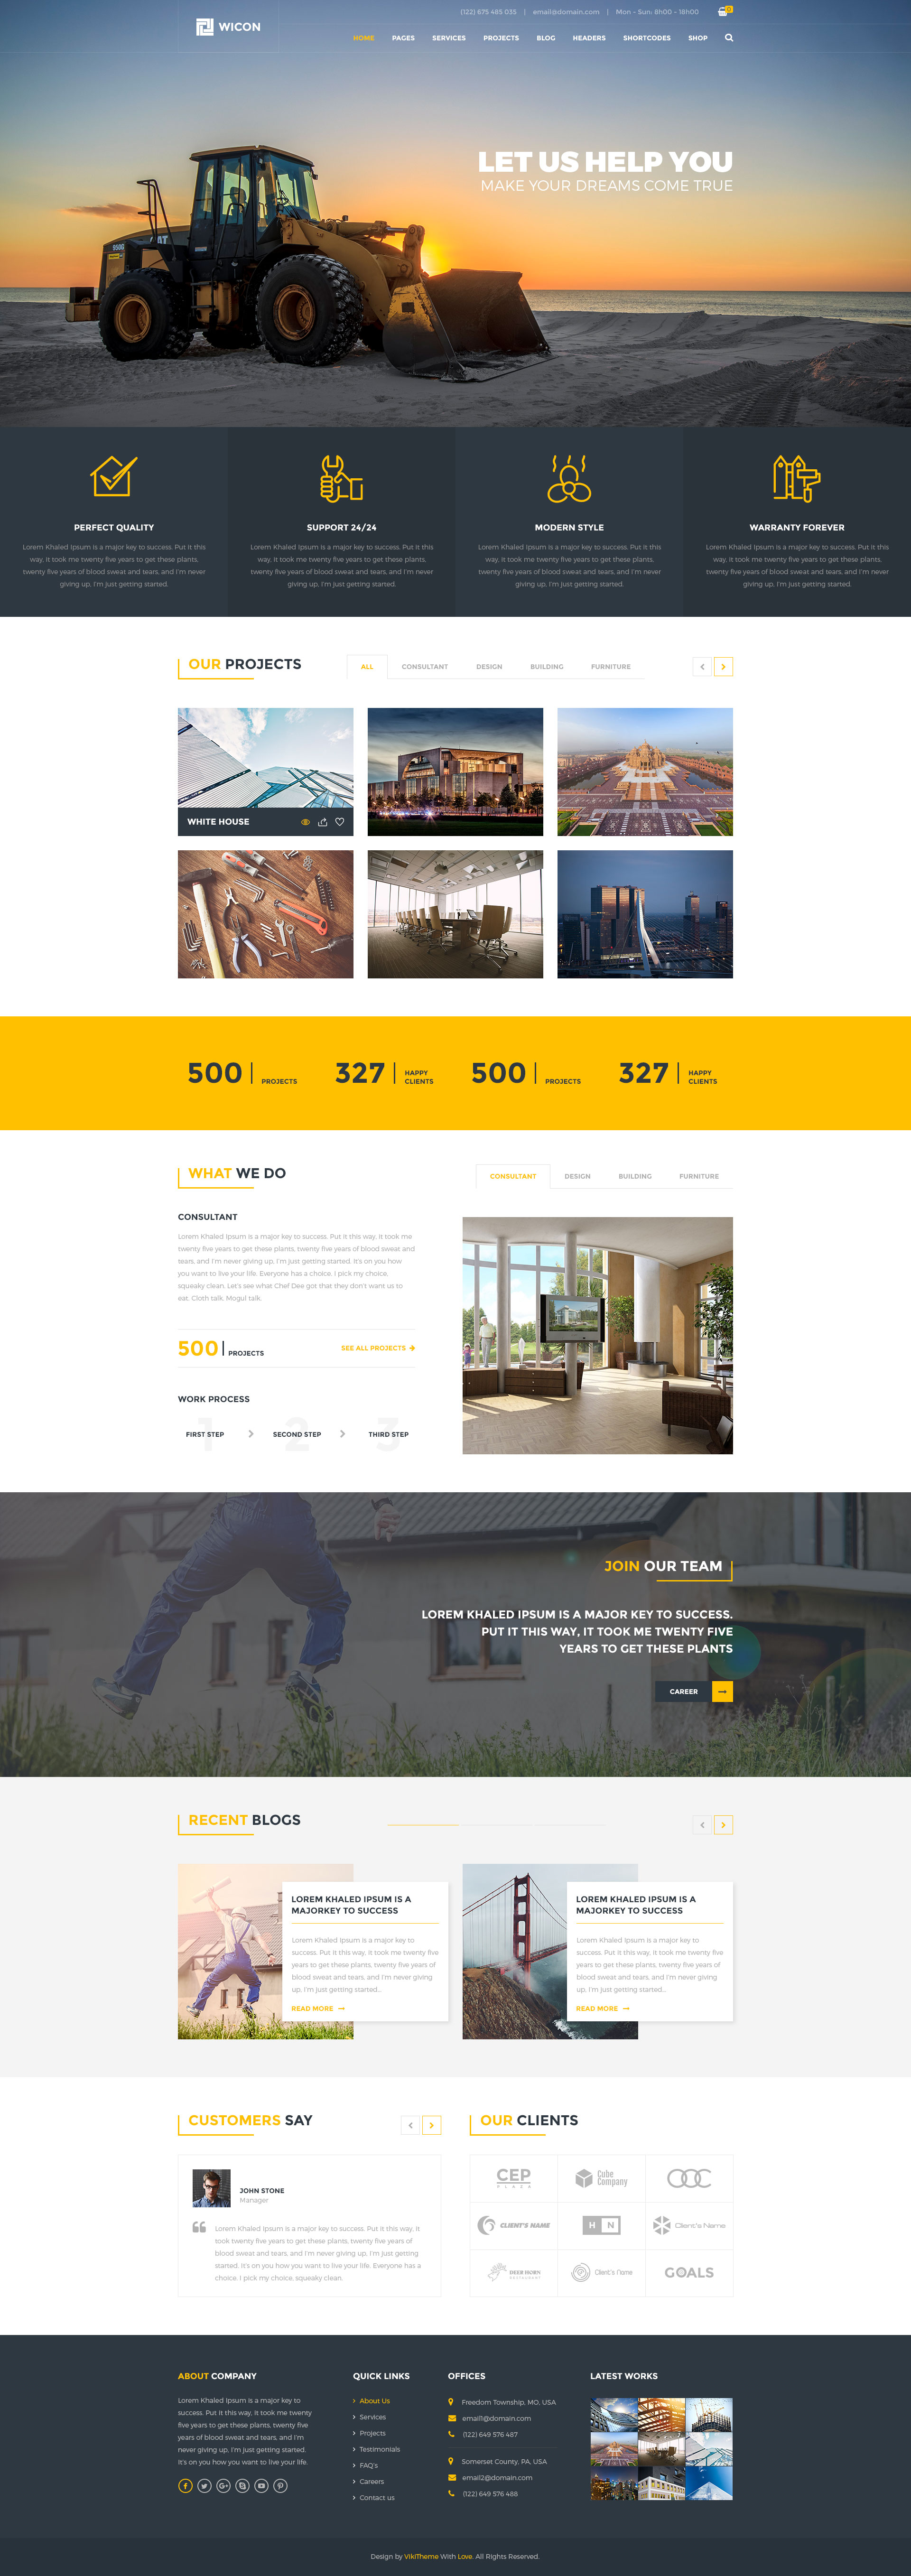 WICON
(122) 675 485 035 | email@domain.com | Mon - Sun: 8h00 - 18h00 0
HOME PAGES SERVICES PROJECTS BLOG HEADERS SHORTCODES SHOP
LET US HELP YOU
MAKE YOUR DREAMS COME TRUE
950G CAT
PERFECT QUALITY
Lorem Khaled Ipsum is a major key to success. Put it this
way, it took me twenty five years to get these plants,
twenty five years of blood sweat and tears, and I'm never
giving up, I'm just getting started.
SUPPORT 24/24
Lorem Khaled Ipsum is a major key to success. Put it this
way, it took me twenty five years to get these plants,
twenty five years of blood sweat and tears, and I'm never
giving up, I'm just getting started.
MODERN STYLE
Lorem Khaled Ipsum is a major key to success. Put it this
way, it took me twenty five years to get these plants,
twenty five years of blood sweat and tears, and I'm never
giving up, I'm just getting started.
WARRANTY FOREVER
Lorem Khaled Ipsum is a major key to success. Put it this
way, it took me twenty five years to get these plants,
twenty five years of blood sweat and tears, and I'm never
giving up, I'm just getting started.
OUR PROJECTS
ALL CONSULTANT DESIGN BUILDING FURNITURE
WHITE HOUSE
500 PROJECTS
327 HAPPY
CLIENTS
500 PROJECTS
327 HAPPY
CLIENTS
WHAT WE DO
CONSULTANT DESIGN BUILDING FURNITURE
CONSULTANT
Lorem Khaled Ipsum is a major key to success. Put it this way, it took me
twenty five years to get these plants, twenty five years of blood sweat and
tears, and I'm never giving up, I'm just getting started. It's on you how
you want to live your life. Everyone has a choice. I pick my choice,
squeaky clean. Let's see what Chef Dee got that they don't want us to
eat. Cloth talk. Mogul talk.
500 PROJECTS
SEE ALL PROJECTS
WORK PROCESS
1 2 3
FIRST STEP SECOND STEP THIRD STEP
JOIN OUR TEAM
LOREM KHALED IPSUM IS A MAJOR KEY TO SUCCESS.
PUT IT THIS WAY, IT TOOK ME TWENTY FIVE
YEARS TO GET THESE PLANTS
CAREER
RECENT BLOGS
LOREM KHALED IPSUM IS A
MAJORKEY TO SUCCESS
Lorem Khaled Ipsum is a major key to
success. Put it this way, it took me twenty five
years to get these plants, twenty five years of
blood sweat and tears, and I'm never giving
up, I'm just getting started...
READ MORE
LOREM KHALED IPSUM IS A
MAJORKEY TO SUCCESS
Lorem Khaled Ipsum is a major key to
success. Put it this way, it took me twenty five
years to get these plants, twenty five years of
blood sweat and tears, and I'm never giving
up, I'm just getting started...
READ MORE
CUSTOMERS SAY
JOHN STONE
Manager
Lorem Khaled Ipsum is a major key to success. Put it this way, it
took twenty five years to get these plants, twenty five years of
blood sweat and tears, and I'm never giving up, I'm just getting
started. It's on you how you want to live your life. Everyone has a
choice. I pick my choice, squeaky clean.
OUR CLIENTS
CEP
PLAZA
Cube
Company
CLIENT'S NAME
H N
Client's Name
DEER HORN
RESTAURANT
Client's Name
GOALS
ABOUT COMPANY
Lorem Khaled Ipsum is a major key to
success. Put it this way, it took me twenty
five years to get these plants, twenty five
years of blood sweat and tears, and I'm
never giving up, I'm just getting started.
It's on you how you want to live your life.
QUICK LINKS
About Us
Services
Projects
Testimonials
FAQ's
Careers
Contact us
OFFICES
Freedom Township, MO, USA
email1@domain.com
(122) 649 576 487
Somerset County, PA, USA
email2@domain.com
(122) 649 576 488
LATEST WORKS
Design by VikiTheme With Love. All Rights Reserved.